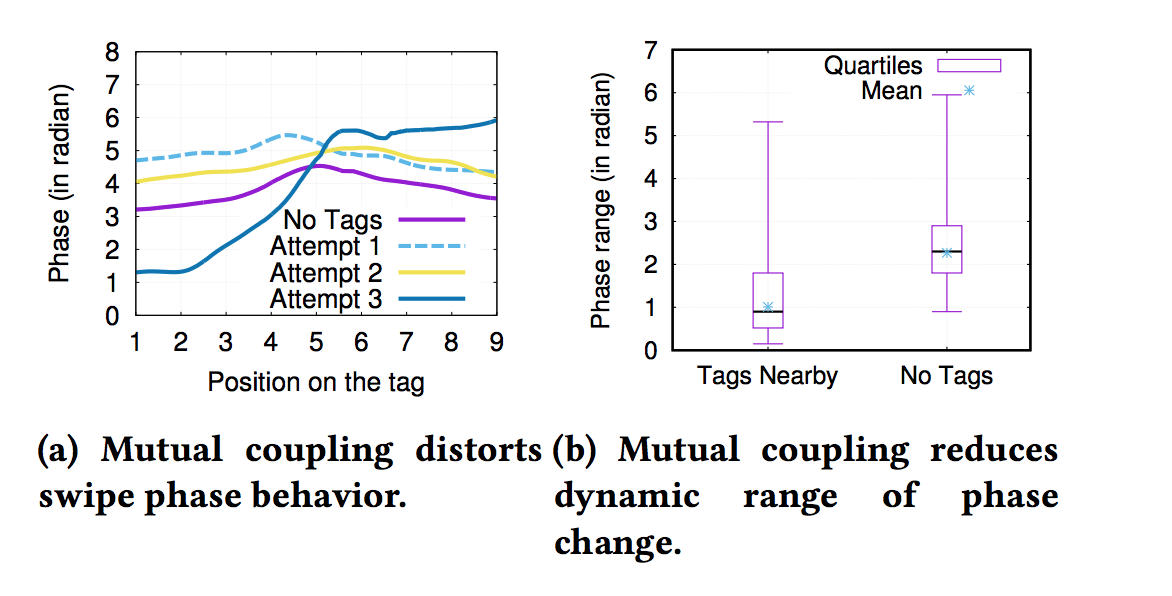 8
7
6
5
4
3
2
1
0
Phase (in radian)
No Tags
Attempt 1
Attempt 2
Attempt 3
1 2 3 4 5 6 7 8 9
Position on the tag
7
6
5
4
3
2
1
0
Phase range (in radian)
Quartiles
Mean
Tags Nearby No Tags
(a) Mutual coupling distorts
swipe phase behavior.
(b) Mutual coupling reduces
dynamic range of phase
change.